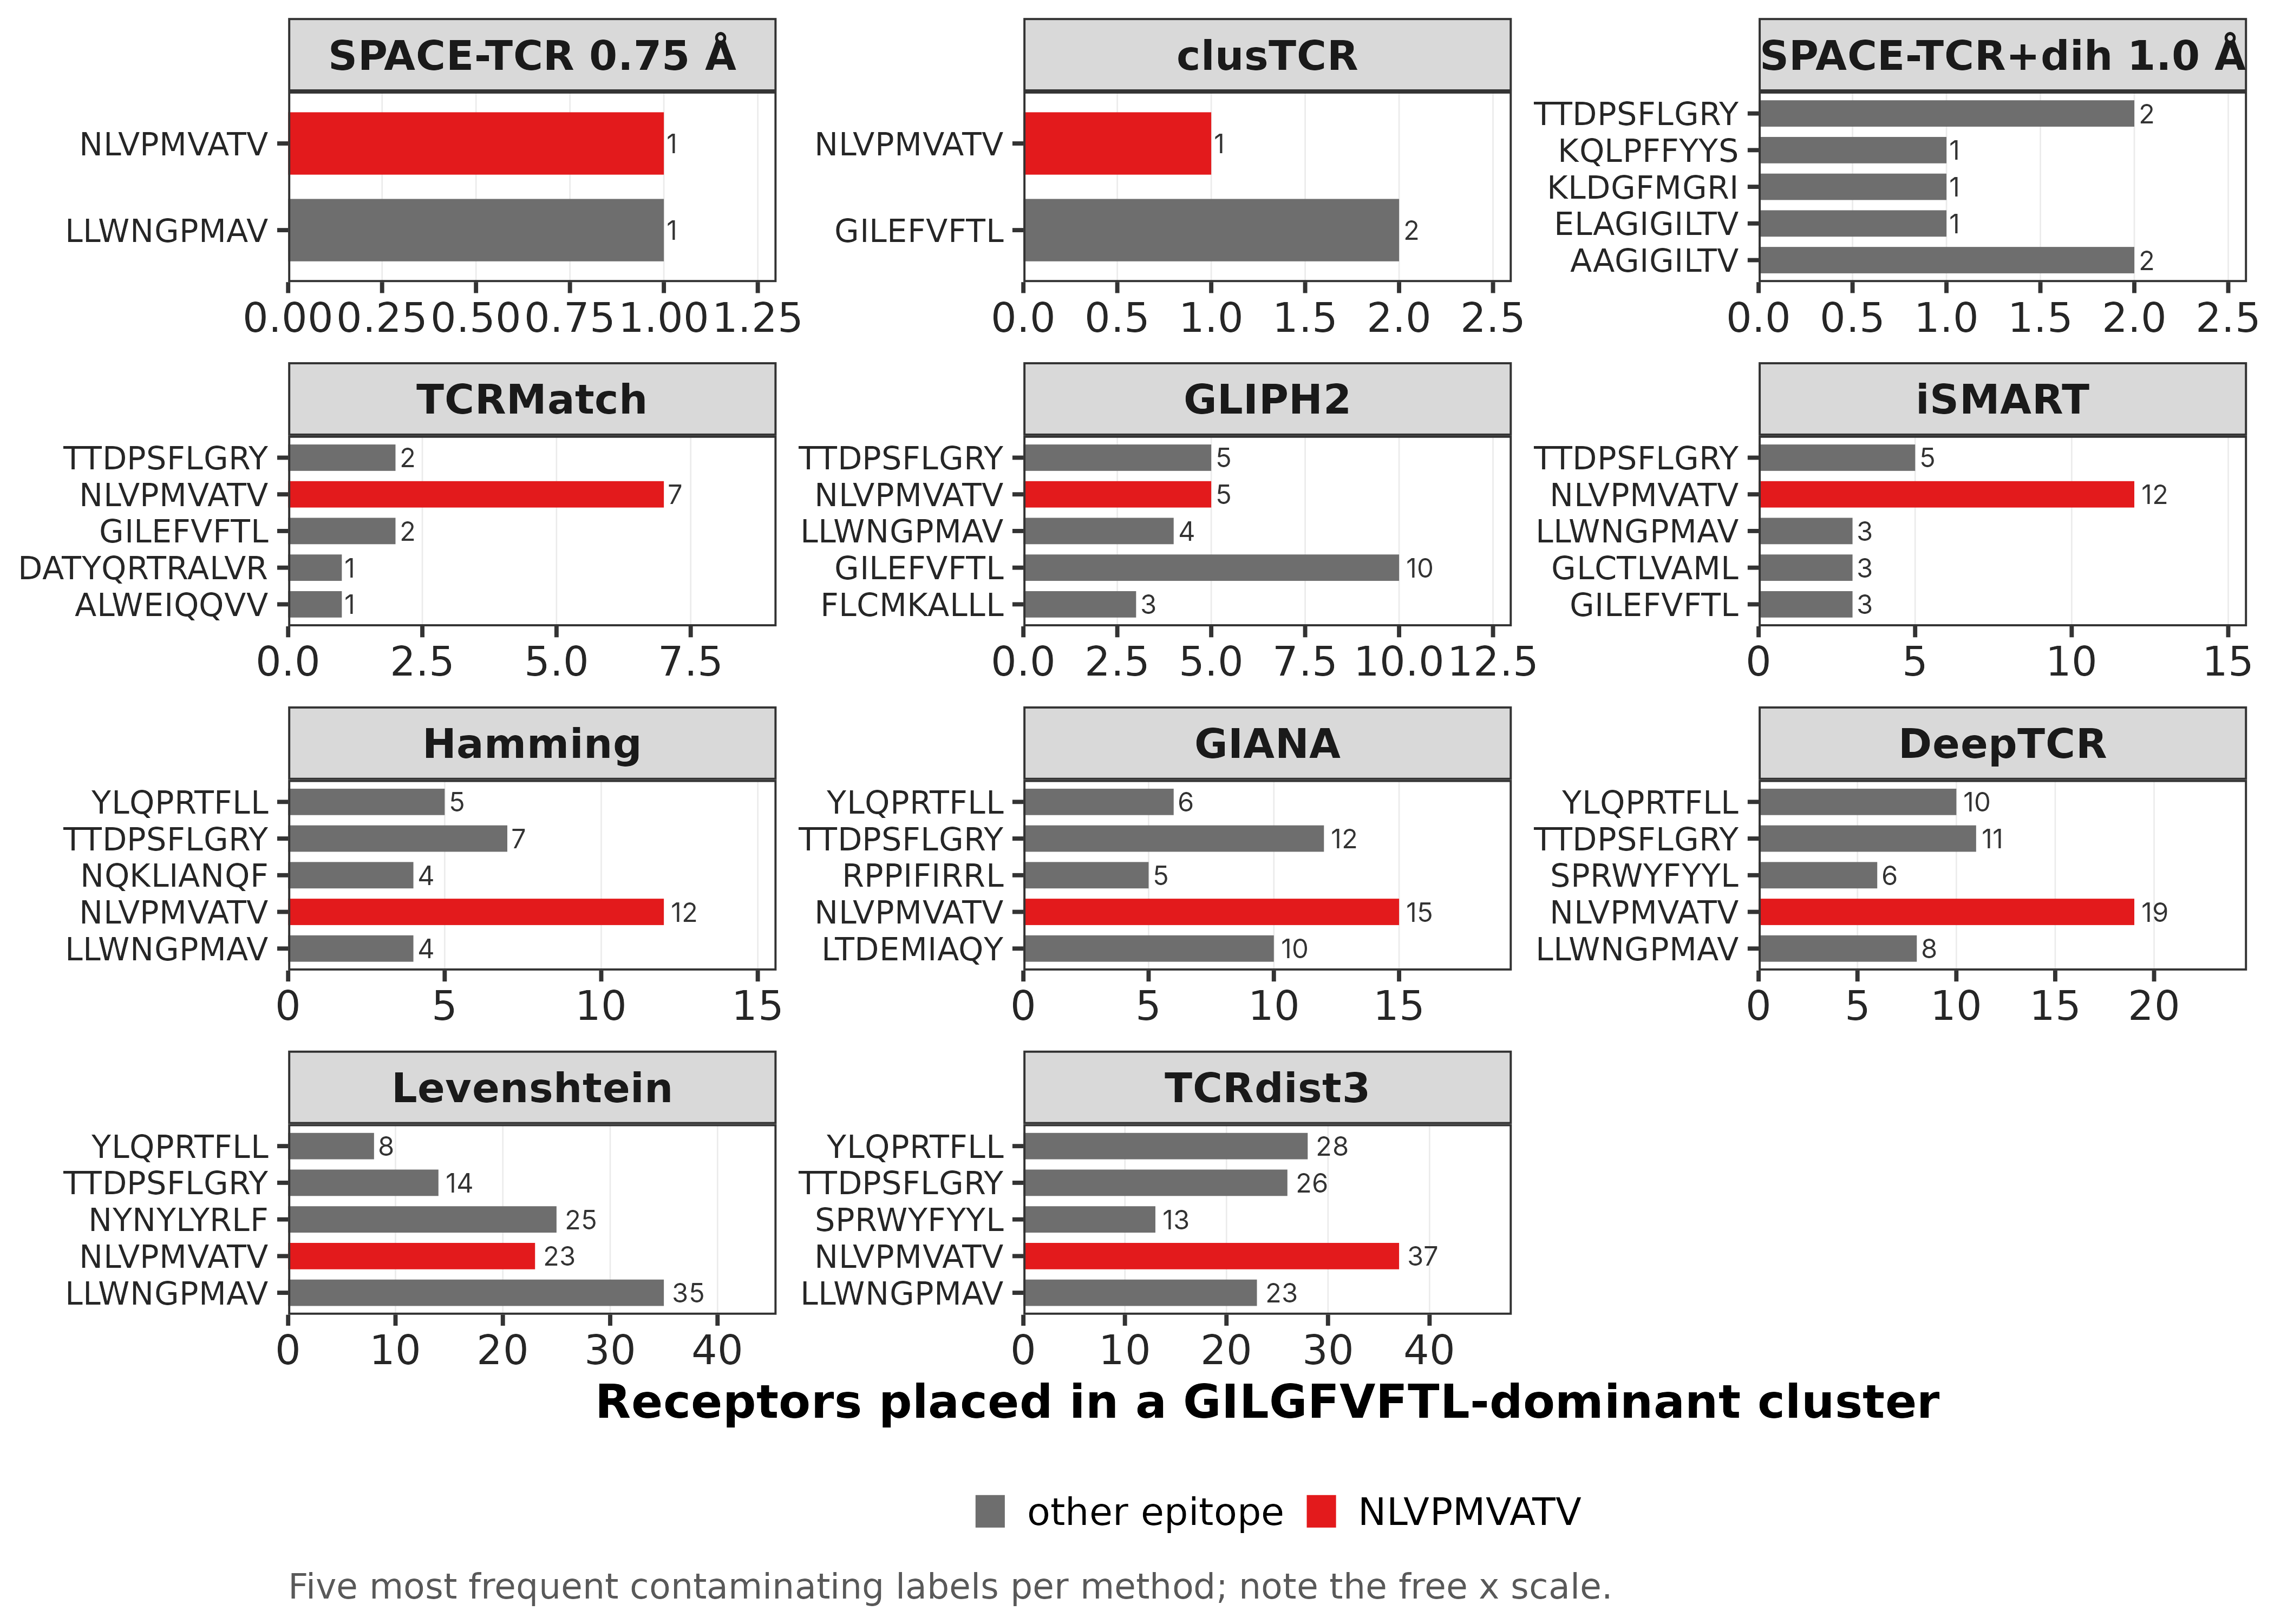 SPACE-TCR 0.75 Å
NLVPMVATV
1
LLWNGPMAV
1
0.00 0.25 0.50 0.75 1.00 1.25
clusTCR
NLVPMVATV
1
GILEFVFTL
2
0.0 0.5 1.0 1.5 2.0 2.5
SPACE-TCR+dih 1.0 Å
TTDPSFLGRY
2
KQLPFFYYS
1
KLDGFMGRI
1
ELAGIGILTV
1
AAGIGILTV
2
0.0 0.5 1.0 1.5 2.0 2.5
TCRMatch
TTDPSFLGRY
2
NLVPMVATV
7
GILEFVFTL
2
DATYQRTRALVR
1
ALWEIQQVV
1
0.0 2.5 5.0 7.5
GLIPH2
TTDPSFLGRY
5
NLVPMVATV
5
LLWNGPMAV
4
GILEFVFTL
10
FLCMKALLL
3
0.0 2.5 5.0 7.5 10.0 12.5
iSMART
TTDPSFLGRY
5
NLVPMVATV
12
LLWNGPMAV
3
GLCTLVAML
3
GILEFVFTL
3
0 5 10 15
Hamming
YLQPRTFLL
5
TTDPSFLGRY
7
NQKLIANQF
4
NLVPMVATV
12
LLWNGPMAV
4
0 5 10 15
GIANA
YLQPRTFLL
6
TTDPSFLGRY
12
RPPIFIRRL
5
NLVPMVATV
15
LTDEMIAQY
10
0 5 10 15
DeepTCR
YLQPRTFLL
10
TTDPSFLGRY
11
SPRWYFYYL
6
NLVPMVATV
19
LLWNGPMAV
8
0 5 10 15 20
Levenshtein
YLQPRTFLL
8
TTDPSFLGRY
14
NYNYLYRLF
25
NLVPMVATV
23
LLWNGPMAV
35
0 10 20 30 40
TCRdist3
YLQPRTFLL
28
TTDPSFLGRY
26
SPRWYFYYL
13
NLVPMVATV
37
LLWNGPMAV
23
0 10 20 30 40
Receptors placed in a GILGFVFTL-dominant cluster
other epitope
NLVPMVATV
Five most frequent contaminating labels per method; note the free x scale.